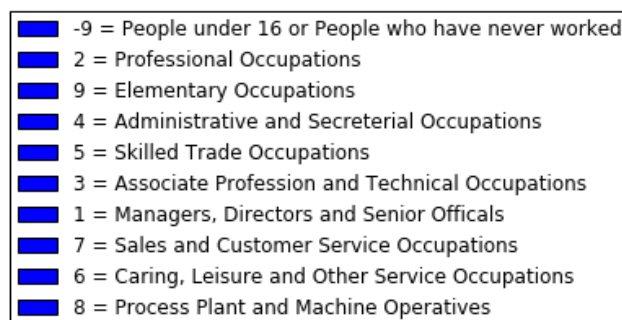 -9 = People under 16 or People who have never worked
2 = Professional Occupations
9 = Elementary Occupations
4 = Administrative and Secreterial Occupations
5 = Skilled Trade Occupations
3 = Associate Profession and Technical Occupations
1 = Managers, Directors and Senior Officals
7 = Sales and Customer Service Occupations
6 = Caring, Leisure and Other Service Occupations
8 = Process Plant and Machine Operatives